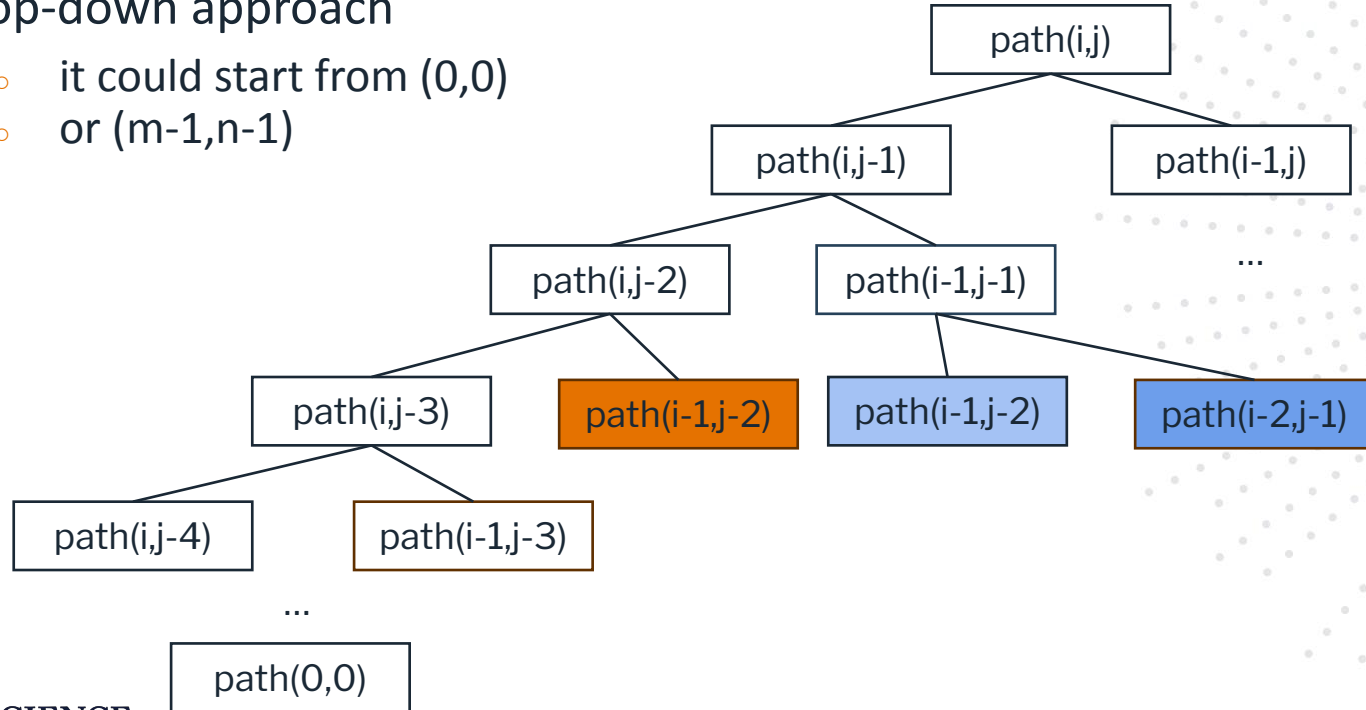 approach
it could start from (0,0)
or (m-1,n-1)
path(i,j)
path(i,j-1)
path(i-1,j)
path(i,j-2)
path(i-1,j-1)
...
path(i,j-3)
path(i-1,j-2)
path(i-1,j-2)
path(i-2,j-1)
path(i,j-4)
path(i-1,j-3)
...
path(0,0)